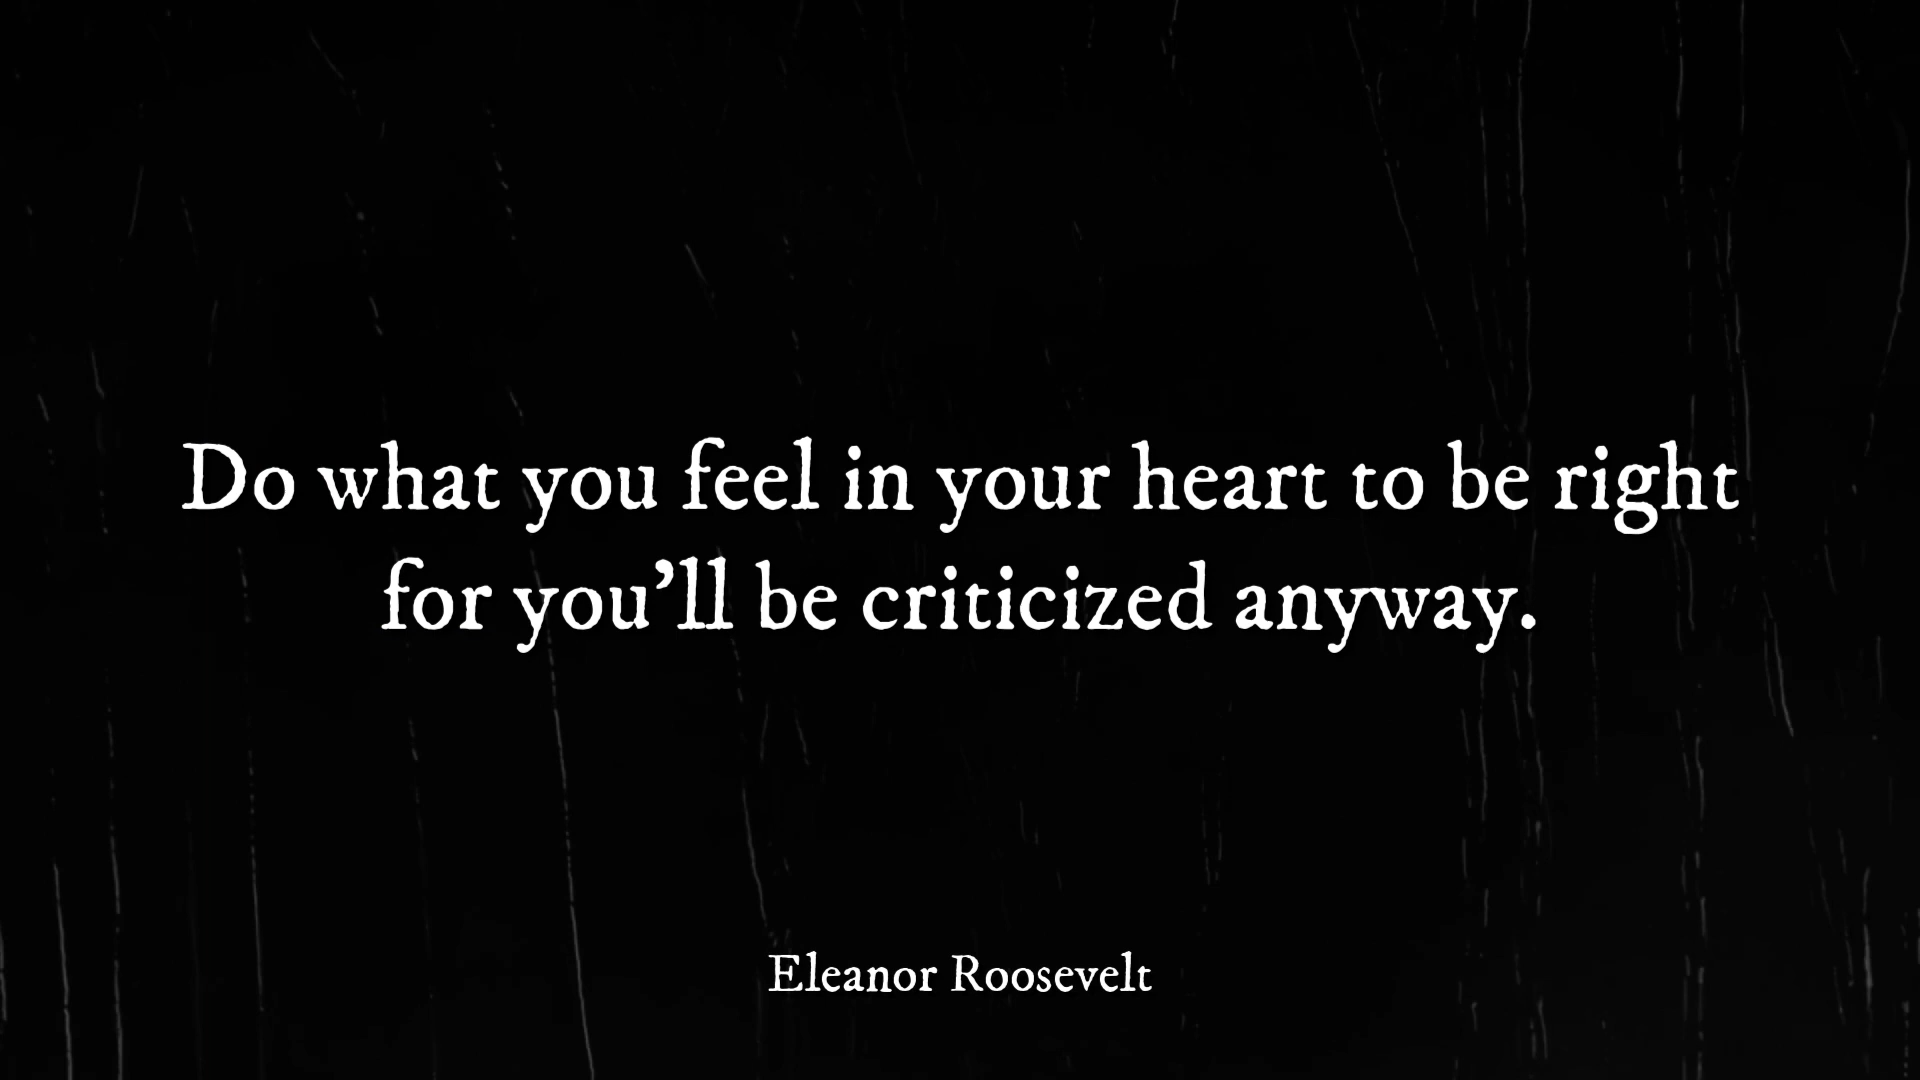 Do what you feel in your heart to be right
for you’ll be criticized anyway.
Eleanor Roosevelt